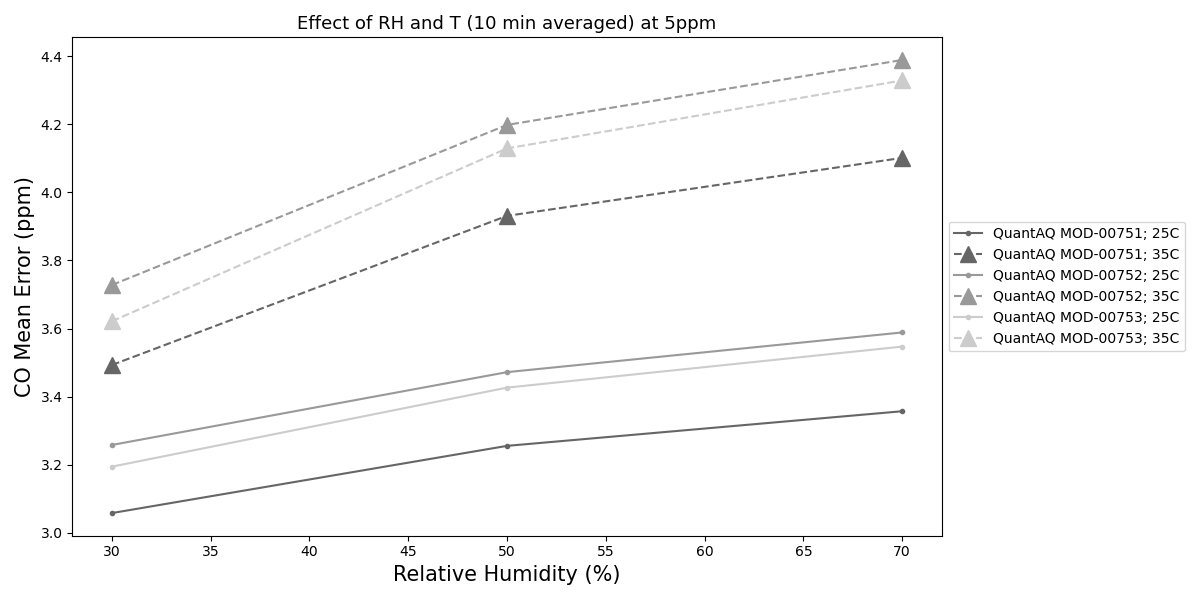 Effect of RH and T (10 min averaged) at 5ppm
4.4
4.2
4.0
3.8
3.6
3.4
3.2
3.0
CO Mean Error (ppm)
30 35 40 45 50 55 60 65 70
Relative Humidity (%)
QuantAQ MOD-00751; 25C
QuantAQ MOD-00751; 35C
QuantAQ MOD-00752; 25C
QuantAQ MOD-00752; 35C
QuantAQ MOD-00753; 25C
QuantAQ MOD-00753; 35C